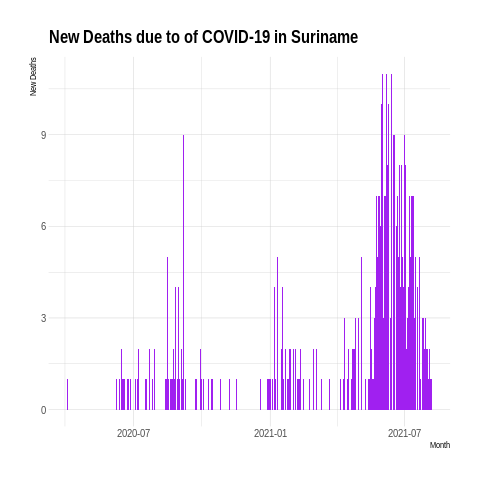 New Deaths due to of COVID-19 in Suriname
New Deaths
9
6
3
0
2020-07
2021-01
2021-07
Month